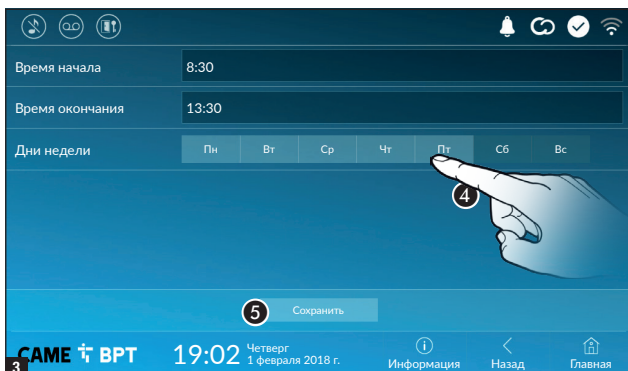 Время начала 8:30
Время окончания 13:30
Дни недели Пн Вт Ср Чт Пт Сб Вс
4
5 Сохранить
CAME BPT 19:02 Четверг
1 февраля 2018 г.
Информация Назад Главная
3